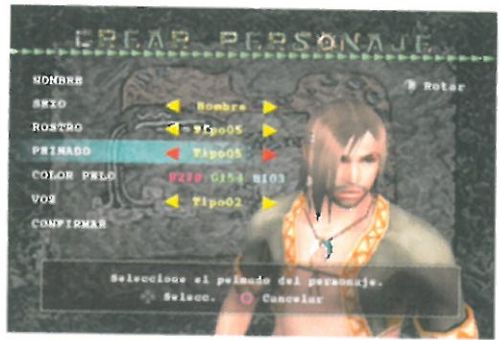 CREAR PERSONAJE
NOMBRE
SEXO Hombre
ROSTRO Tipo05
PEINADO Tipo05
COLOR PELO G154 B103
VOZ Tipo02
CONFIRMAR
Rotar
Seleccione el peinado del personaje.
Selecc. Cancelar